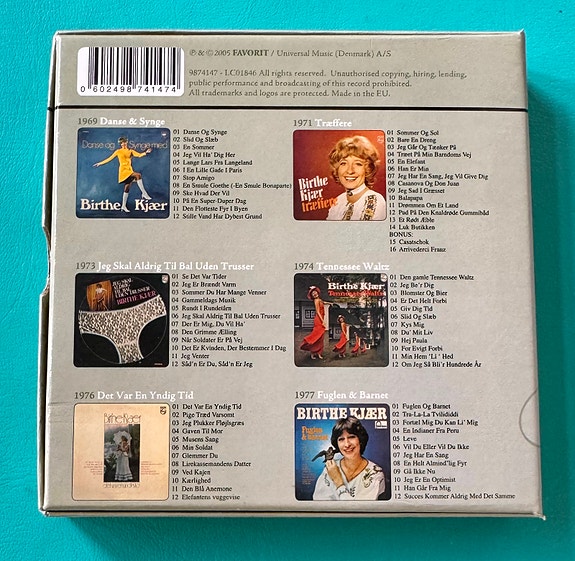 ℗ & ©2005 FAVORIT / Universal Music (Denmark) A/S
9874147 - LC01846 All rights reserved. Unauthorised copying, hiring, lending,
public performance and broadcasting of this record prohibited.
All trademarks and logos are protected. Made in the EU.
0 602498 741474
1969 Danse & Synge
Danse og Synge med
Birthe Kjær
01 Danse Og Synge
02 Slid Og Slæb
03 En Sommer
04 Jeg Vil Ha' Dig Her
05 Lange Lars Fra Langeland
06 I En Lille Gade I Paris
07 Stop Amigo
08 En Smule Goethe (-En Smule Bonaparte)
09 Ske Hvad Der Vil
10 På En Super-Duper Dag
11 Den Flotteste Fyr I Byen
12 Stille Vand Har Dybest Grund
1971 Træffere
Birthe
Kjær
træffere
01 Sommer Og Sol
02 Bare En Dreng
03 Jeg Går Og Tænker På
04 Træet På Min Barndoms Vej
05 En Elefant
06 Han Er Min
07 Jeg Har En Sang, Jeg Vil Give Dig
08 Casanova Og Don Juan
09 Jeg Sad I Græsset
10 Balapapa
11 Drømmen Om Et Land
12 Pud På Den Knaldrøde Gummibåd
13 Et Rødt Æble
14 Luk Butikken
BONUS:
15 Casatschok
16 Arrivederci Franz
1973 Jeg Skal Aldrig Til Bal Uden Trusser
JEG SKAL
ALDRIG
TIL BAL
UDEN TRUSSER
BIRTHE KJÆR
01 Se Det Var Tider
02 Jeg Er Brændt Varm
03 Sommer Du Har Mange Venner
04 Gammeldags Musik
05 Rundt I Rundetårn
06 Jeg Skal Aldrig Til Bal Uden Trusser
07 Der Er Mig, Du Vil Ha'
08 Den Grimme Ælling
09 Når Soldater Er På Vej
10 Det Er Kvinden, Der Bestemmer I Dag
11 Jeg Venter
12 Såd'n Er Du, Såd'n Er Jeg
1974 Tennessee Waltz
Birthe Kjær
Tennessee waltz
01 Den gamle Tennessee Waltz
02 Jeg Be'r Dig
03 Blomster Og Bier
04 Er Det Helt Forbi
05 Giv Dig Tid
06 Slid Og Slæb
07 Kys Mig
08 Du' Mit Liv
09 Hej Paula
10 For Evigt Forbi
11 Min Hem 'Li ' Hed
12 Om Jeg Så Bli'r Hundrede År
1976 Det Var En Yndig Tid
Birthe Kjær
01 Det Var En Yndig Tid
02 Pige Træd Varsomt
03 Jeg Plukker Fløjlsgræs
04 Gaven Til Mor
05 Musens Sang
06 Min Soldat
07 Glemmer Du
08 Lirekassemandens Datter
09 Ved Kajen
10 Kærlighed
11 Den Blå Anemone
12 Elefantens vuggevise
1977 Fuglen & Barnet
BIRTHE KJÆR
Fuglen
& barnet
01 Fuglen Og Barnet
02 Tra-La-La Tvilididdi
03 Fortæl Mig Du Kan Li' Mig
04 En Indianer Fra Peru
05 Leve
06 Vil Du Eller Vil Du Ikke
07 Jeg Har En Sang
08 En Helt Almind'lig Fyr
09 Gå Ikke Nu
10 Jeg Er En Optimist
11 Han Går Fra Mig
12 Succes Kommer Aldrig Med Det Samme